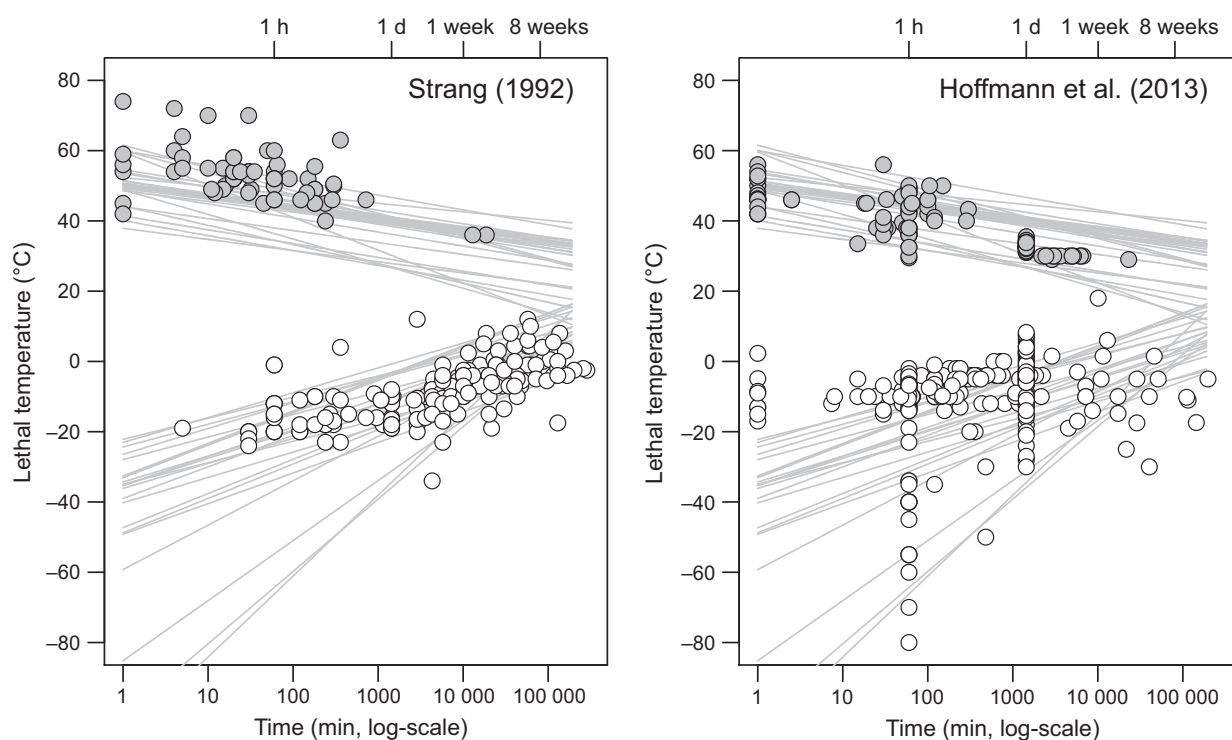 1 h 1 d 1 week 8 weeks
Strang (1992)
80
60
40
20
0
–20
–40
–60
–80
Lethal temperature (°C)
1 10 100 1000 10 000 100 000
Time (min, log-scale)
1 h 1 d 1 week 8 weeks
Hoffmann et al. (2013)
80
60
40
20
0
–20
–40
–60
–80
Lethal temperature (°C)
1 10 100 1000 10 000 100 000
Time (min, log-scale)